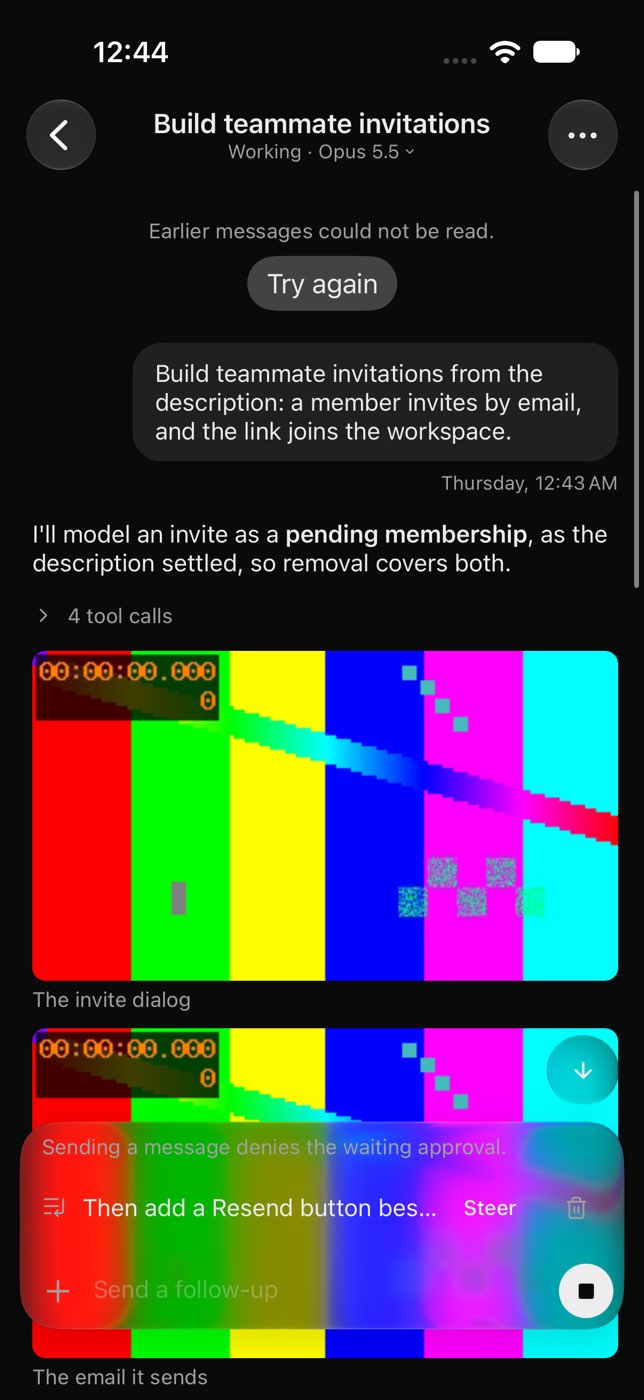 12:44
Build teammate invitations
Working · Opus 5.5
Earlier messages could not be read.
Try again
Build teammate invitations from the
description: a member invites by email,
and the link joins the workspace.
Thursday, 12:43 AM
I'll model an invite as a pending membership, as the
description settled, so removal covers both.
4 tool calls
00:00:00.000
0
The invite dialog
00:00:00.000
0
Sending a message denies the waiting approval.
Then add a Resend button bes...
Steer
Send a follow-up
The email it sends